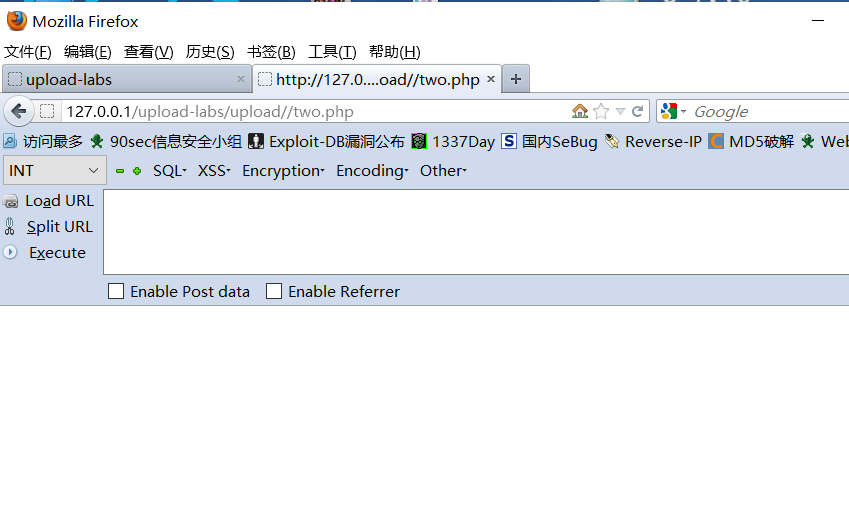 Mozilla Firefox
文件(F) 编辑(E) 查看(V) 历史(S) 书签(B) 工具(T) 帮助(H)
upload-labs × http://127.0....oad//two.php × +
127.0.0.1/upload-labs/upload//two.php Google
访问最多 90sec信息安全小组 Exploit-DB漏洞公布 1337Day 国内SeBug Reverse-IP MD5破解 Web
INT SQL XSS Encryption Encoding Other
Load URL
Split URL
Execute
Enable Post data Enable Referrer